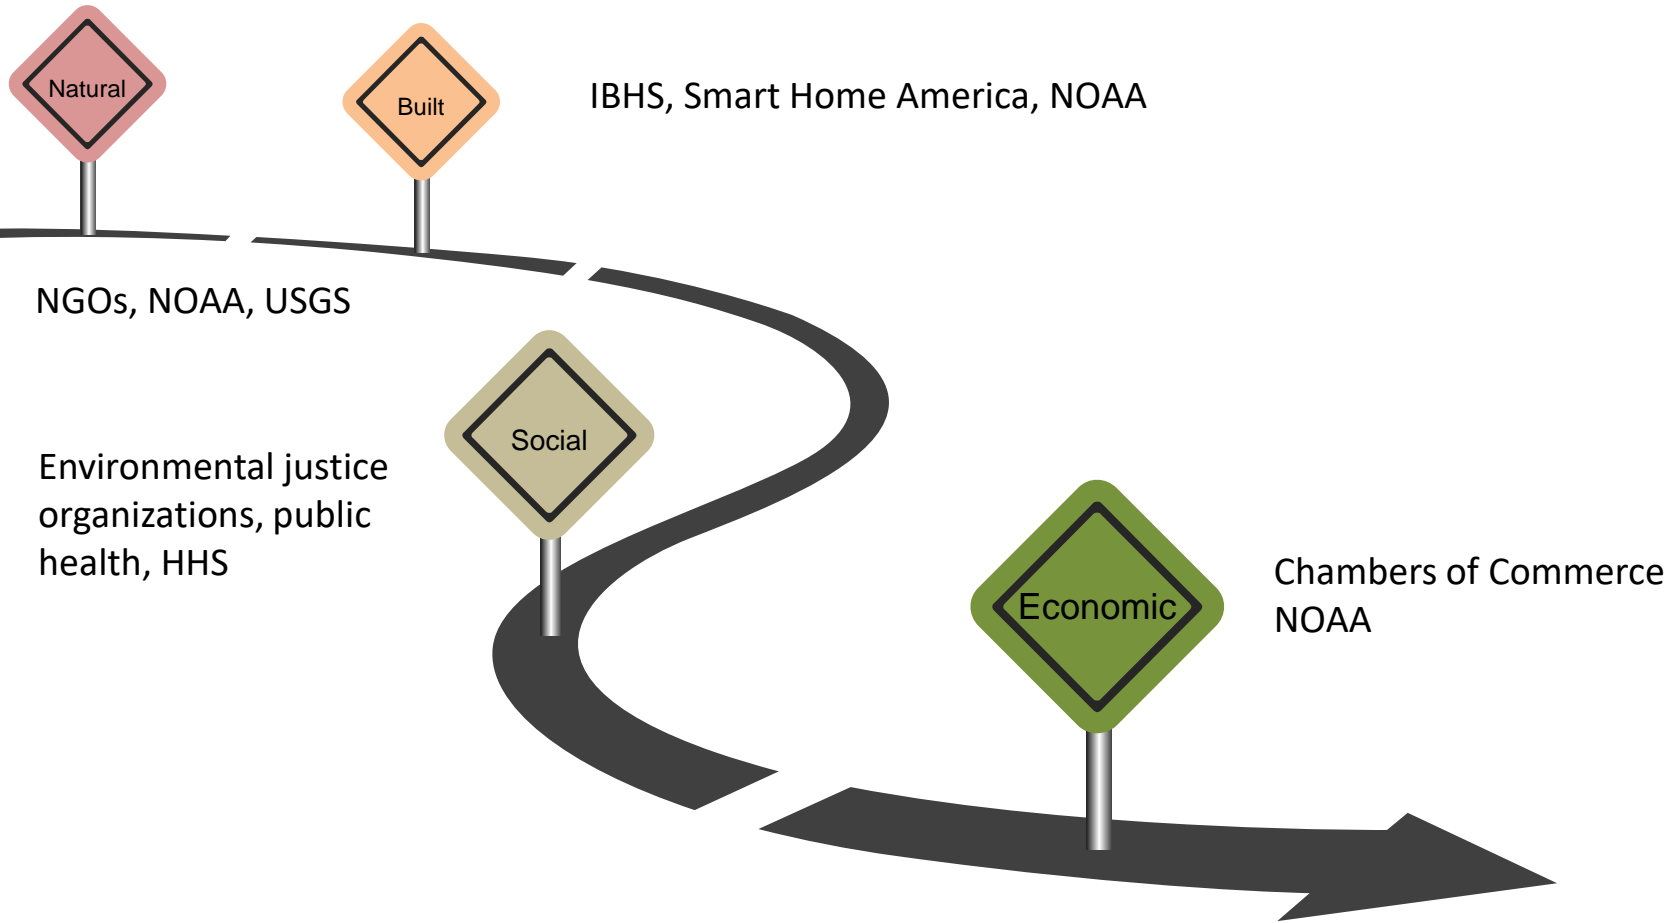 Natural
Built
IBHS, Smart Home America, NOAA
NGOs, NOAA, USGS
Social
Environmental justice
organizations, public
health, HHS
Economic
Chambers of Commerce
NOAA